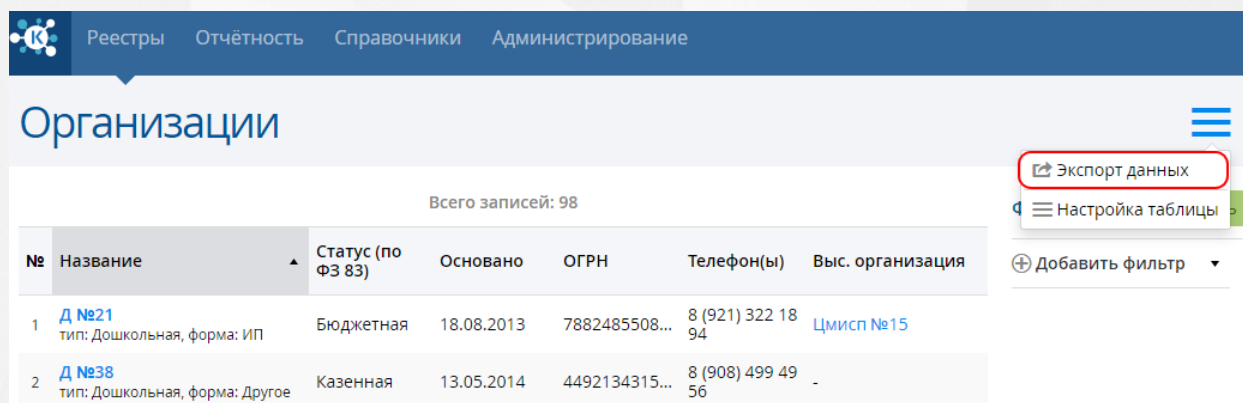 К Реестры Отчётность Справочники Администрирование
Организации
Экспорт данных
Настройка таблицы
Всего записей: 98
Добавить фильтр
№ Название Статус (по ФЗ 83) Основано ОГРН Телефон(ы) Выс. организация
1 Д №21 Бюджетная 18.08.2013 7882485508... 8 (921) 322 18 94 Цмисп №15
тип: Дошкольная, форма: ИП
2 Д №38 Казенная 13.05.2014 4492134315... 8 (908) 499 49 56 -
тип: Дошкольная, форма: Другое